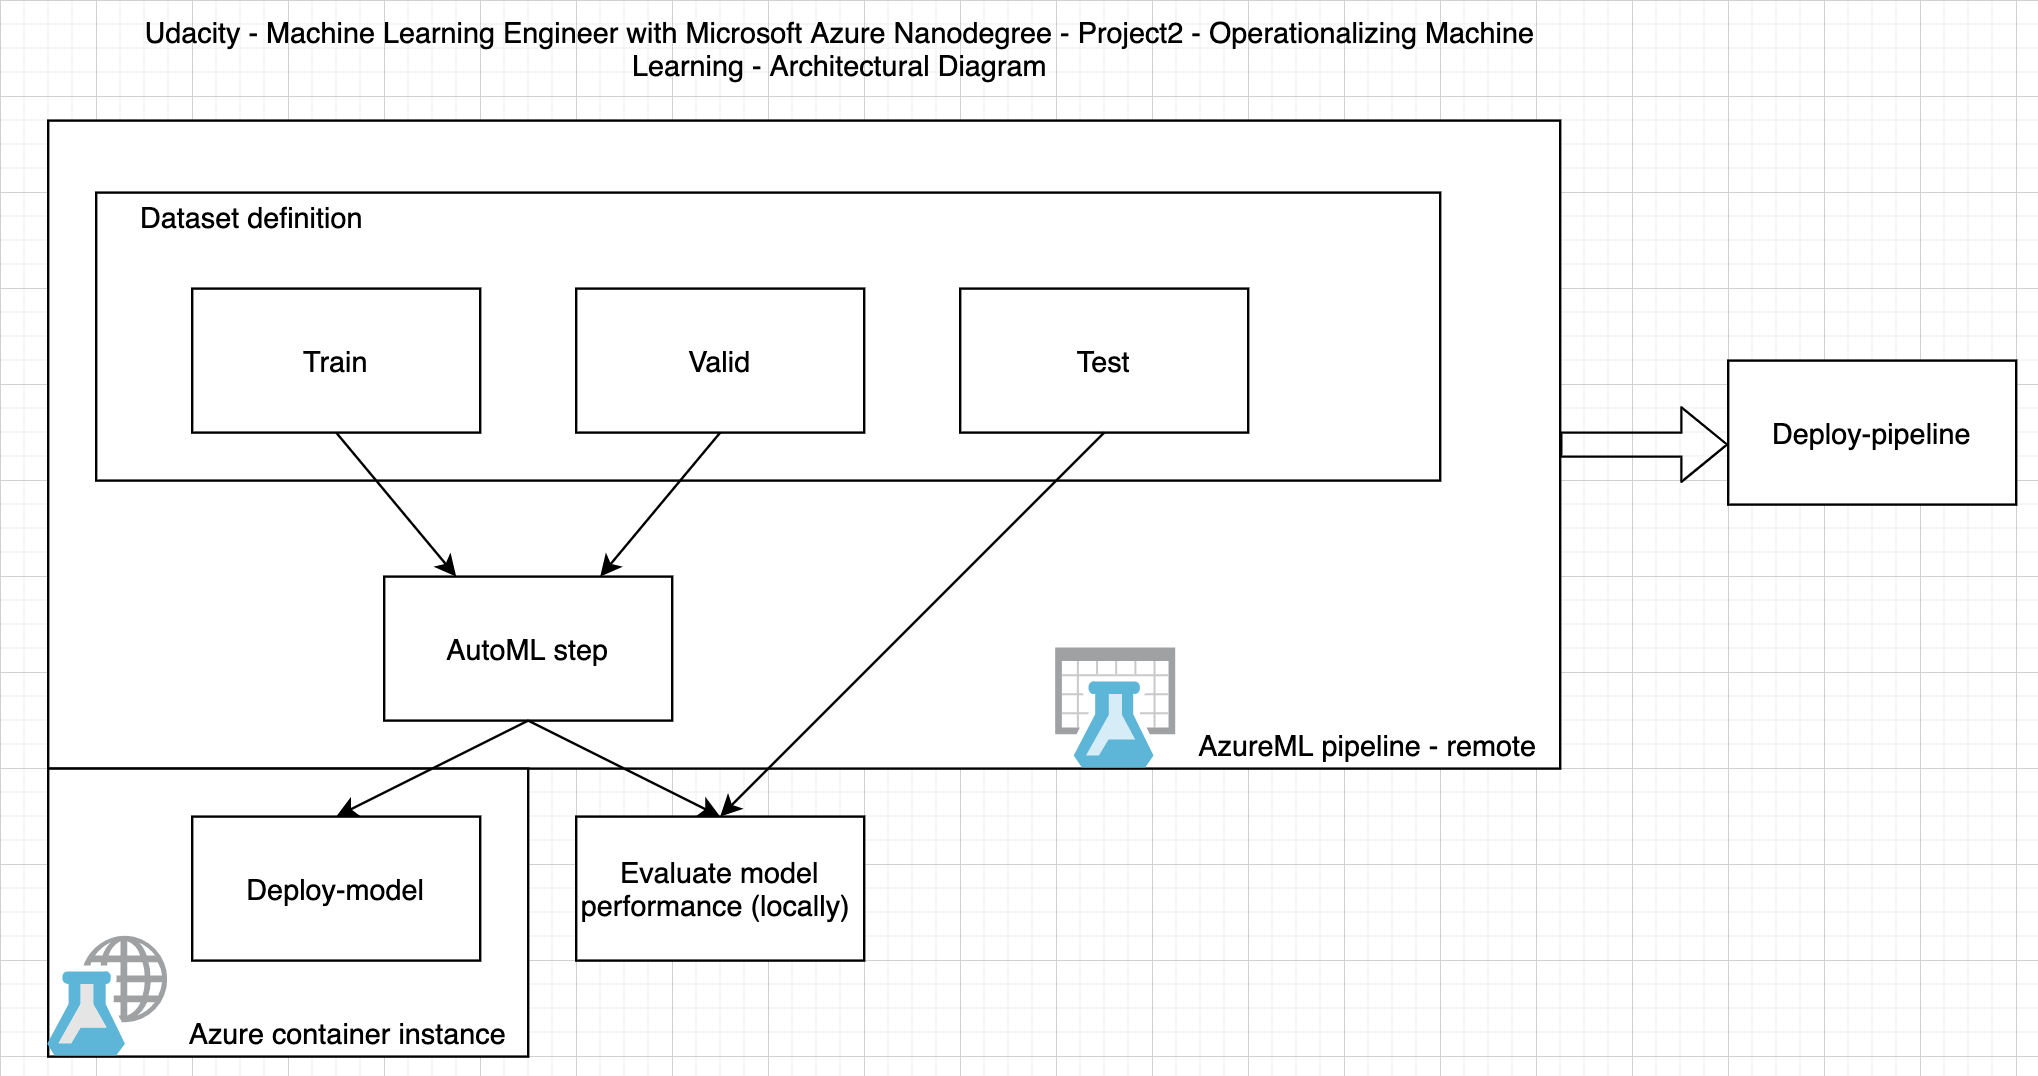 Udacity - Machine Learning Engineer with Microsoft Azure Nanodegree - Project2 - Operationalizing Machine
Learning - Architectural Diagram
Dataset definition
Train
Valid
Test
Deploy-pipeline
AutoML step
AzureML pipeline - remote
Deploy-model
Evaluate model
performance (locally)
Azure container instance